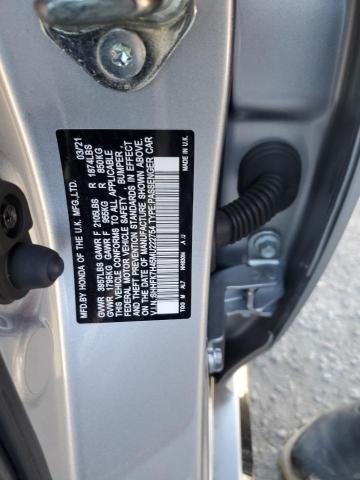 MFD.BY HONDA OF THE U.K. MFG.,LTD. 03/21
GVWR 3957LBS GAWR F 2105LBS R 1874LBS
GVWR 1795KG GAWR F 955KG R 850KG
THIS VEHICLE CONFORMS TO ALL APPLICABLE
FEDERAL MOTOR VEHICLE SAFETY, BUMPER,
AND THEFT PREVENTION STANDARDS IN EFFECT
ON THE DATE OF MANUFACTURE SHOWN ABOVE.
V.I.N. TYPE:PASSENGER CAR
MADE IN U.K.